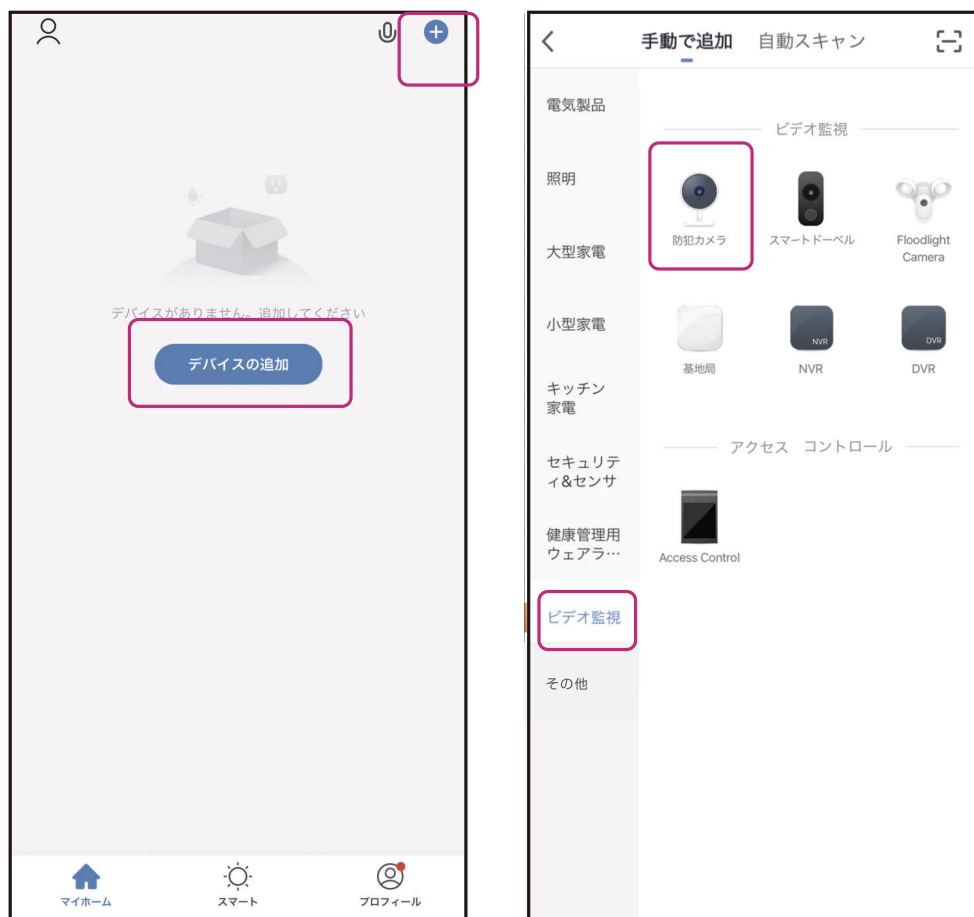 デバイスがありません。追加してください
デバイスの追加
マイホーム
スマート
プロフィール
手動で追加
自動スキャン
電気製品
照明
大型家電
小型家電
キッチン
家電
セキュリテ
ィ&センサ
健康管理用
ウェアラ…
ビデオ監視
その他
ビデオ監視
防犯カメラ
スマートドーベル
Floodlight
Camera
NVR
DVR
基地局
NVR
DVR
アクセス コントロール
Access Control